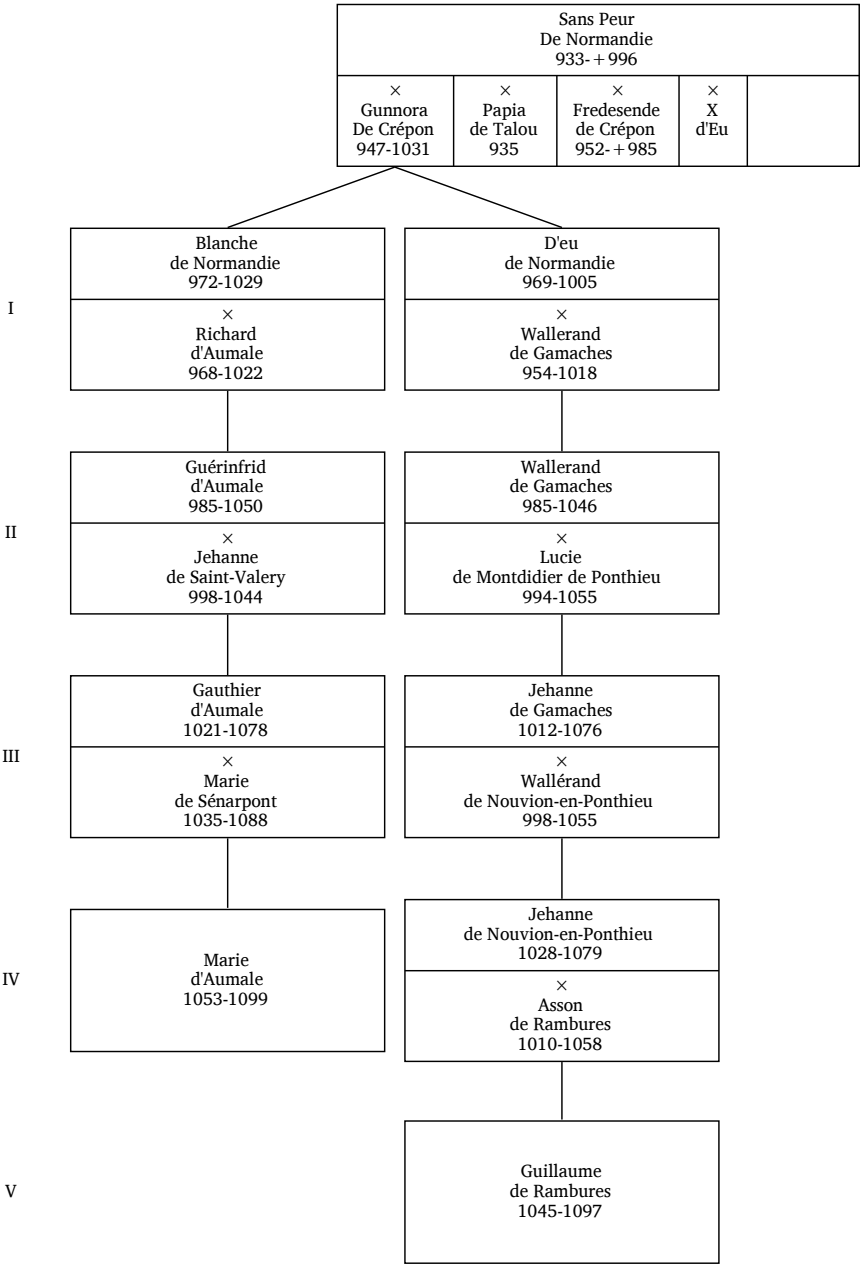 Sans Peur
De Normandie
933-+996
×
Gunnora
De Crépon
947-1031
×
Papia
de Talou
935
×
Fredesende
de Crépon
952-+985
×
X
d'Eu
I
Blanche
de Normandie
972-1029
×
Richard
d'Aumale
968-1022
D'eu
de Normandie
969-1005
×
Wallerand
de Gamaches
954-1018
II
Guérinfrid
d'Aumale
985-1050
×
Jehanne
de Saint-Valery
998-1044
Wallerand
de Gamaches
985-1046
×
Lucie
de Montdidier de Ponthieu
994-1055
III
Gauthier
d'Aumale
1021-1078
×
Marie
de Sénarpont
1035-1088
Jehanne
de Gamaches
1012-1076
×
Wallérand
de Nouvion-en-Ponthieu
998-1055
IV
Marie
d'Aumale
1053-1099
Jehanne
de Nouvion-en-Ponthieu
1028-1079
×
Asson
de Rambures
1010-1058
V
Guillaume
de Rambures
1045-1097